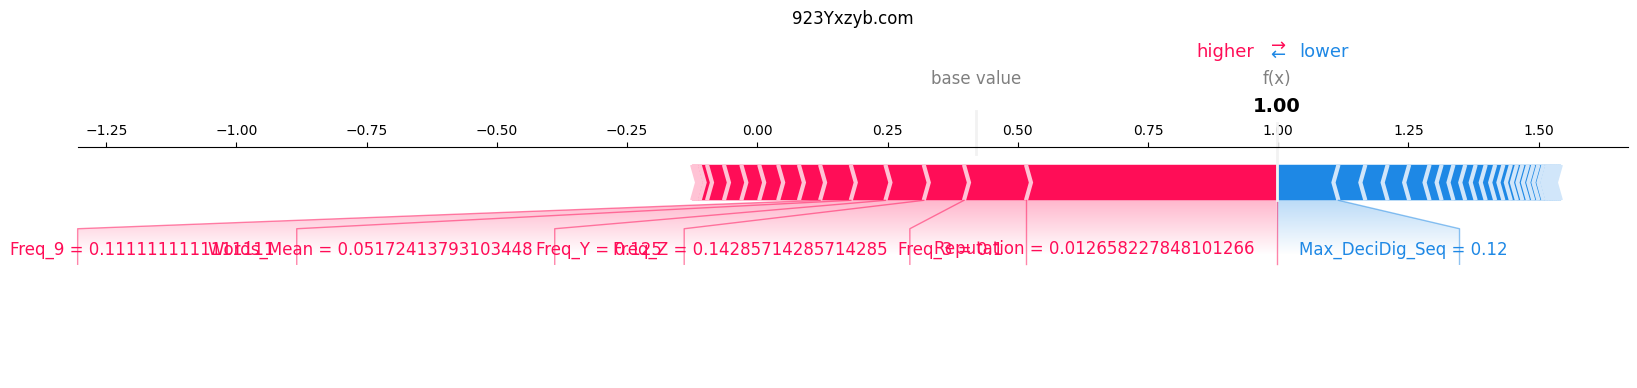 923Yxzyb.com
higher ⇄ lower
base value f(x)
1.00
−1.25 −1.00 −0.75 −0.50 −0.25 0.00 0.25 0.50 0.75 1.00 1.25 1.50
Freq_9 = 0.1111111111111111 Words_Mean = 0.05172413793103448 Freq_Y = 0.125 Freq_Z = 0.14285714285714285 Freq_3 = 0.1 Reputation = 0.012658227848101266 Max_DeciDig_Seq = 0.12